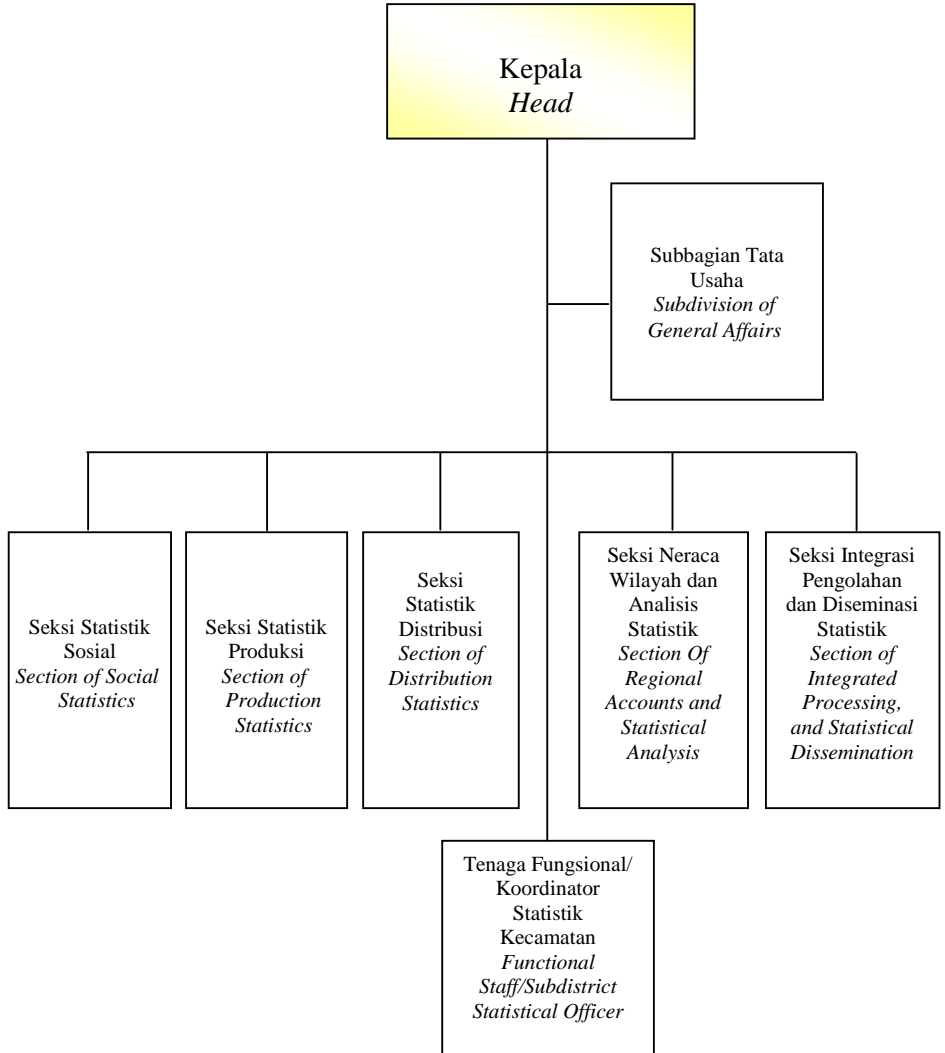 Kepala
Head
Subbagian Tata
Usaha
Subdivision of
General Affairs
Seksi Statistik
Sosial
Section of Social
Statistics
Seksi Statistik
Produksi
Section of
Production
Statistics
Seksi
Statistik
Distribusi
Section of
Distribution
Statistics
Seksi Neraca
Wilayah dan
Analisis
Statistik
Section Of
Regional
Accounts and
Statistical
Analysis
Seksi Integrasi
Pengolahan
dan Diseminasi
Statistik
Section of
Integrated
Processing,
and Statistical
Dissemination
Tenaga Fungsional/
Koordinator
Statistik
Kecamatan
Functional
Staff/Subdistrict
Statistical Officer